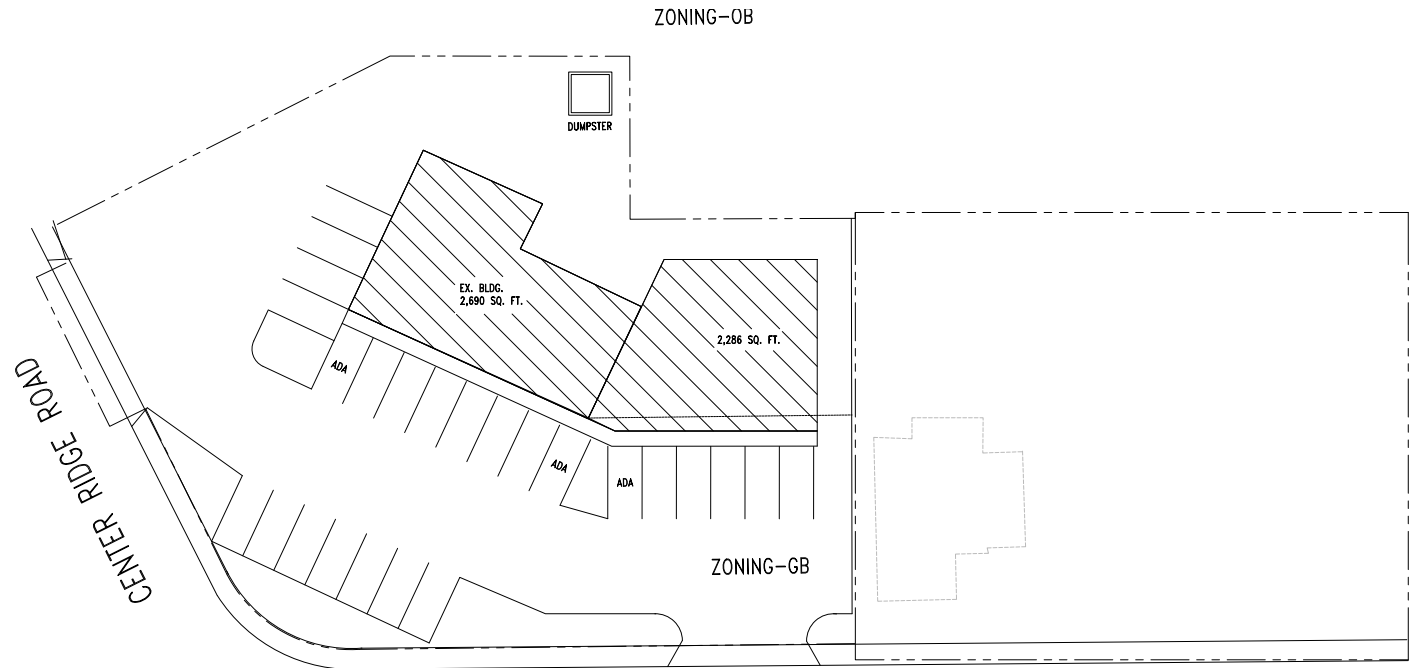 ZONING-OB
DUMPSTER
EX. BLDG.
2,690 SQ. FT.
2,286 SQ. FT.
ADA
ADA
ADA
CENTER RIDGE ROAD
ZONING-GB